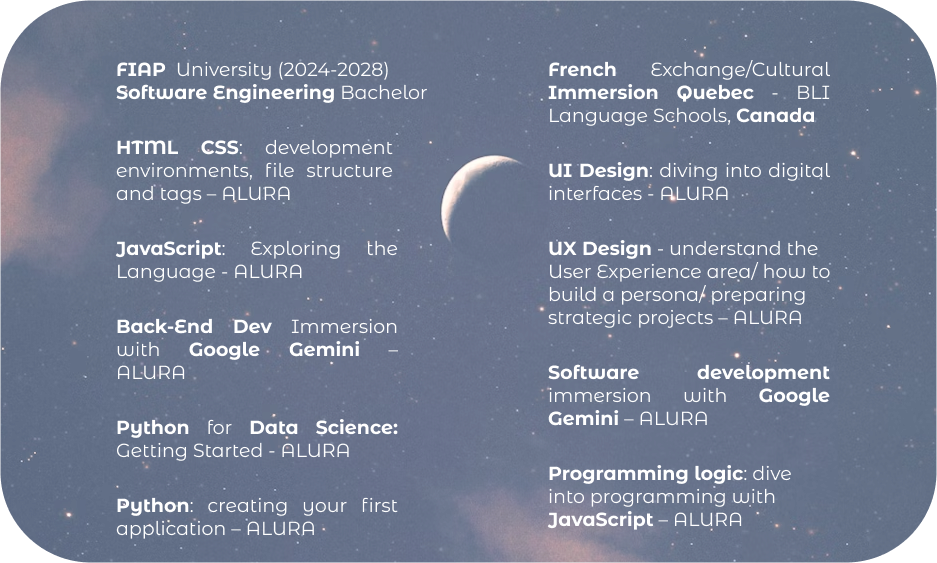 FIAP University (2024-2028)
Software Engineering Bachelor
HTML CSS: development
environments, file structure
and tags – ALURA
JavaScript: Exploring the
Language - ALURA
Back-End Dev Immersion
with Google Gemini –
ALURA
Python for Data Science:
Getting Started - ALURA
Python: creating your first
application – ALURA
French Exchange/Cultural
Immersion Quebec - BLI
Language Schools, Canada
UI Design: diving into digital
interfaces - ALURA
UX Design - understand the
User Experience area/ how to
build a persona/ preparing
strategic projects – ALURA
Software development
immersion with Google
Gemini – ALURA
Programming logic: dive
into programming with
JavaScript – ALURA